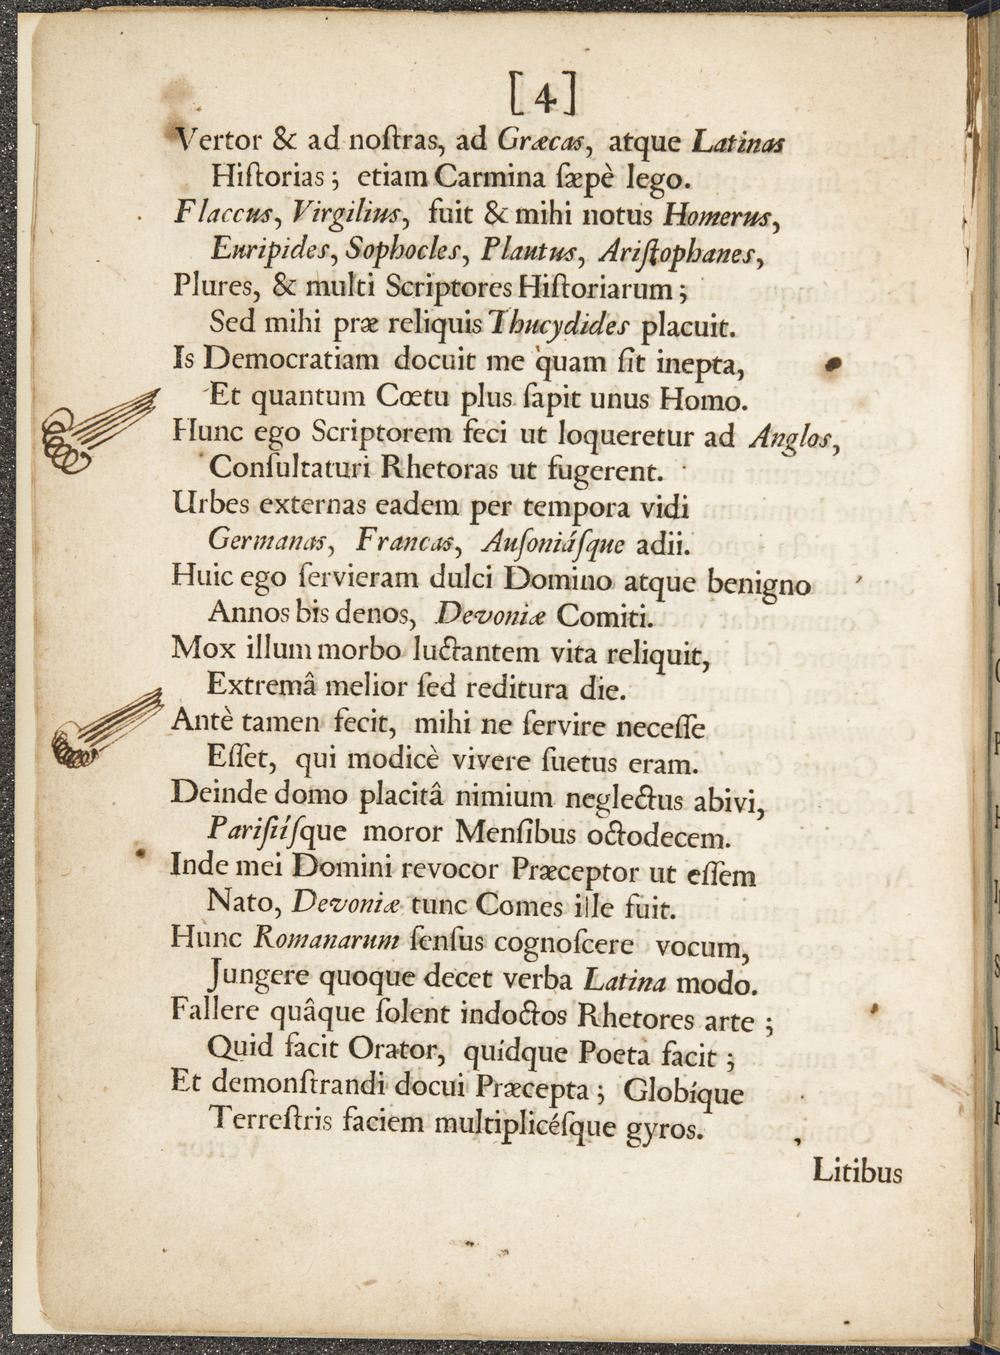 [4]
Vertor & ad noſtras, ad Græcas, atque Latinas
Hiſtorias; etiam Carmina ſæpè lego.
Flaccus, Virgilius, fuit & mihi notus Homerus,
Euripides, Sophocles, Plautus, Ariſtophanes,
Plures, & multi Scriptores Hiſtoriarum;
Sed mihi præ reliquis Thucydides placuit.
Is Democratiam docuit me quam ſit inepta,
Et quantum Cœtu plus ſapit unus Homo.
Hunc ego Scriptorem feci ut loqueretur ad Anglos,
Conſultaturi Rhetoras ut fugerent.
Urbes externas eadem per tempora vidi
Germanas, Francas, Auſoniáſque adii.
Huic ego ſervieram dulci Domino atque benigno
Annos bis denos, Devoniæ Comiti.
Mox illum morbo luctantem vita reliquit,
Extremâ melior ſed reditura die.
Antè tamen fecit, mihi ne ſervire neceſſe
Eſſet, qui modicè vivere ſuetus eram.
Deinde domo placitâ nimium neglectus abivi,
Pariſiíſque moror Menſibus octodecem.
Inde mei Domini revocor Præceptor ut eſſem
Nato, Devoniæ tunc Comes ille fuit.
Hunc Romanarum ſenſus cognoſcere vocum,
Jungere quoque decet verba Latina modo.
Fallere quâque ſolent indoctos Rhetores arte;
Quid facit Orator, quídque Poeta facit;
Et demonſtrandi docui Præcepta; Globíque
Terreſtris faciem multiplicéſque gyros.
Litibus